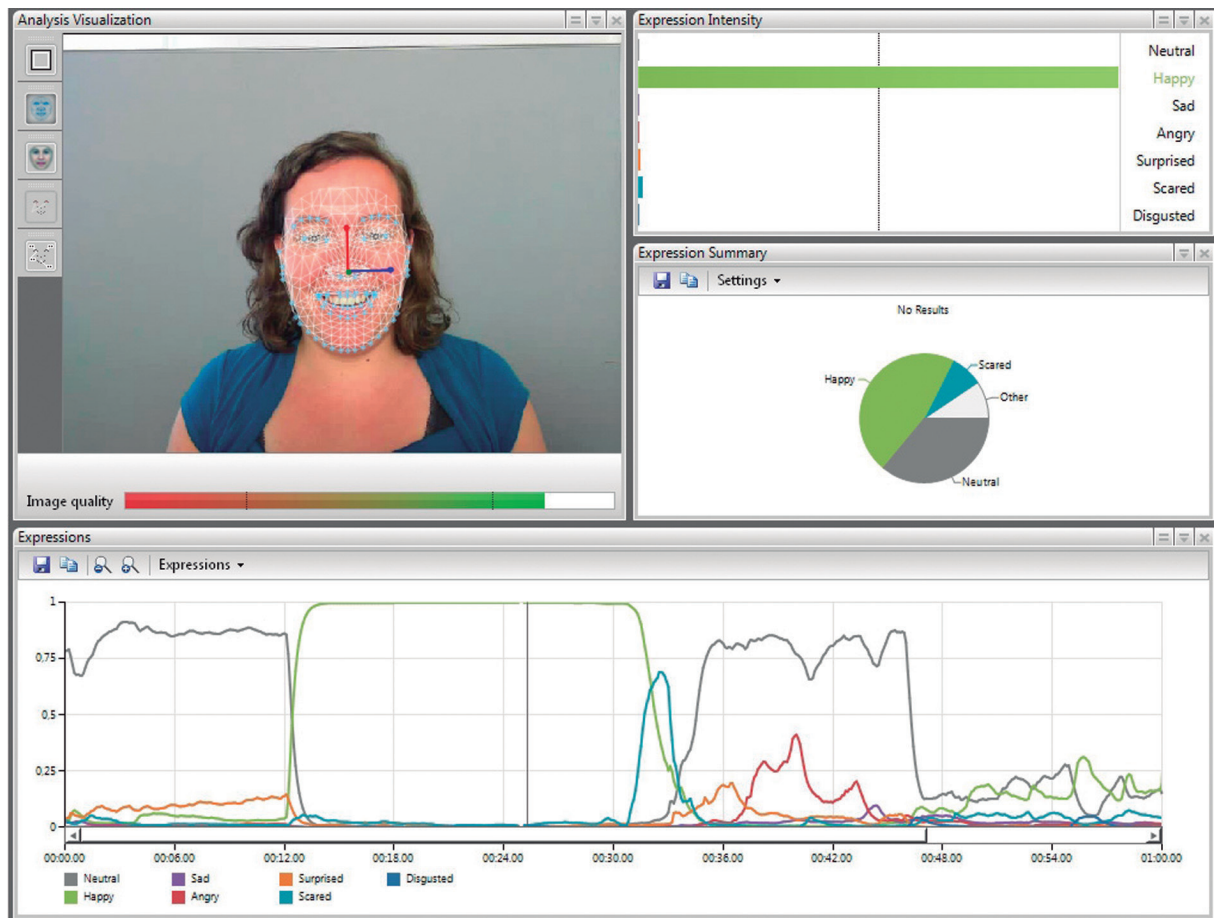 Analysis Visualization
Image quality
Expression Intensity
Neutral
Happy
Sad
Angry
Surprised
Scared
Disgusted
Expression Summary
Settings
No Results
Happy
Scared
Other
Neutral
Expressions
Expressions
1
0.75
0.5
0.25
0
00:00.00 00:06.00 00:12.00 00:18.00 00:24.00 00:30.00 00:36.00 00:42.00 00:48.00 00:54.00 01:00.00
Neutral Sad Surprised Disgusted
Happy Angry Scared